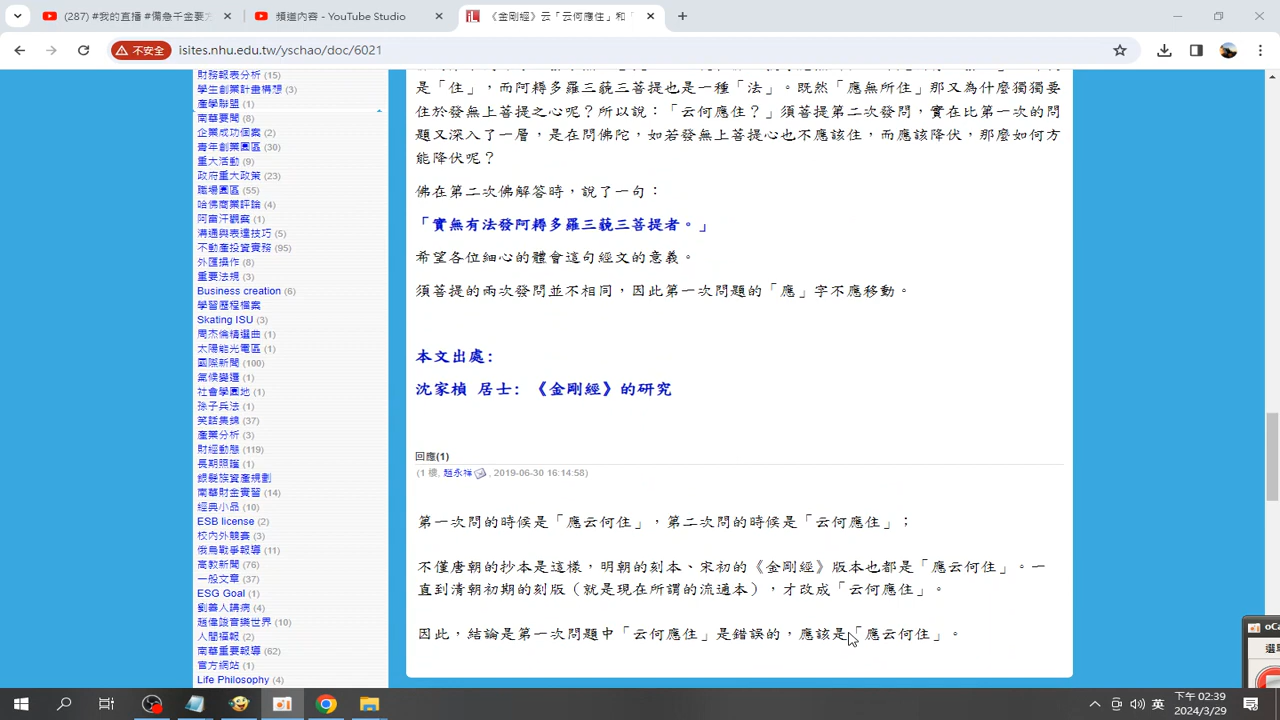 (287) #我的直播 #備急千金要方
頻道內容 - YouTube Studio
《金剛經》云「云何應住」和「
不安全
isites.nhu.edu.tw/yschao/doc/6021
財務報表分析 (15)
學生創業計畫構想 (3)
產學聯盟 (1)
南華要聞 (8)
企業成功個案 (2)
青年創業園區 (30)
重大活動 (9)
政府重大政策 (23)
職場園區 (55)
哈佛商業評論 (4)
阿富汗觀察 (1)
溝通與表達技巧 (5)
不動產投資實務 (95)
外匯操作 (8)
重要法規 (3)
Business creation (6)
學習歷程檔案
Skating ISU (3)
周杰倫精選曲 (1)
太陽能光電區 (1)
國際新聞 (100)
氣候變遷 (1)
社會學園地 (1)
孫子兵法 (1)
笑話集錦 (37)
產業分析 (3)
財經動態 (119)
長期照護 (1)
銀髮族資產規劃
南華財金實習 (14)
經典小品 (10)
ESB license (2)
校內外競賽 (3)
俄烏戰爭報導 (11)
高教新聞 (76)
一般文章 (37)
ESG Goal (1)
劉善人講病 (4)
趙偉竣音樂世界 (10)
人間福報 (2)
南華重要報導 (62)
官方網站 (1)
Life Philosophy (4)
是「住」，而阿耨多羅三藐三菩提也是一種「法」。既然「應無所住」那又為什麼獨獨要
住於發無上菩提之心呢？所以說：「云何應住？」須菩提第二次發問，實在比第一次的問
題又深入了一層，是在問佛陀，如若發無上菩提心也不應該住，而應該降伏，那麼如何方
能降伏呢？
佛在第二次佛解答時，說了一句：
「實無有法發阿耨多羅三藐三菩提者。」
希望各位細心的體會這句經文的意義。
須菩提的兩次發問並不相同，因此第一次問題的「應」字不應移動。
本文出處:
沈家楨 居士: 《金剛經》的研究
回應(1)
(1 樓, 趙永祥 , 2019-06-30 16:14:58)
第一次問的時候是「應云何住」，第二次問的時候是「云何應住」；
不僅唐朝的抄本是這樣，明朝的刻本、宋初的《金剛經》版本也都是「應云何住」。一
直到清朝初期的刻版（就是現在所謂的流通本），才改成「云何應住」。
因此，結論是第一次問題中「云何應住」是錯誤的，應該是「應云何住」。
oCa
選單
英
下午 02:39
2024/3/29